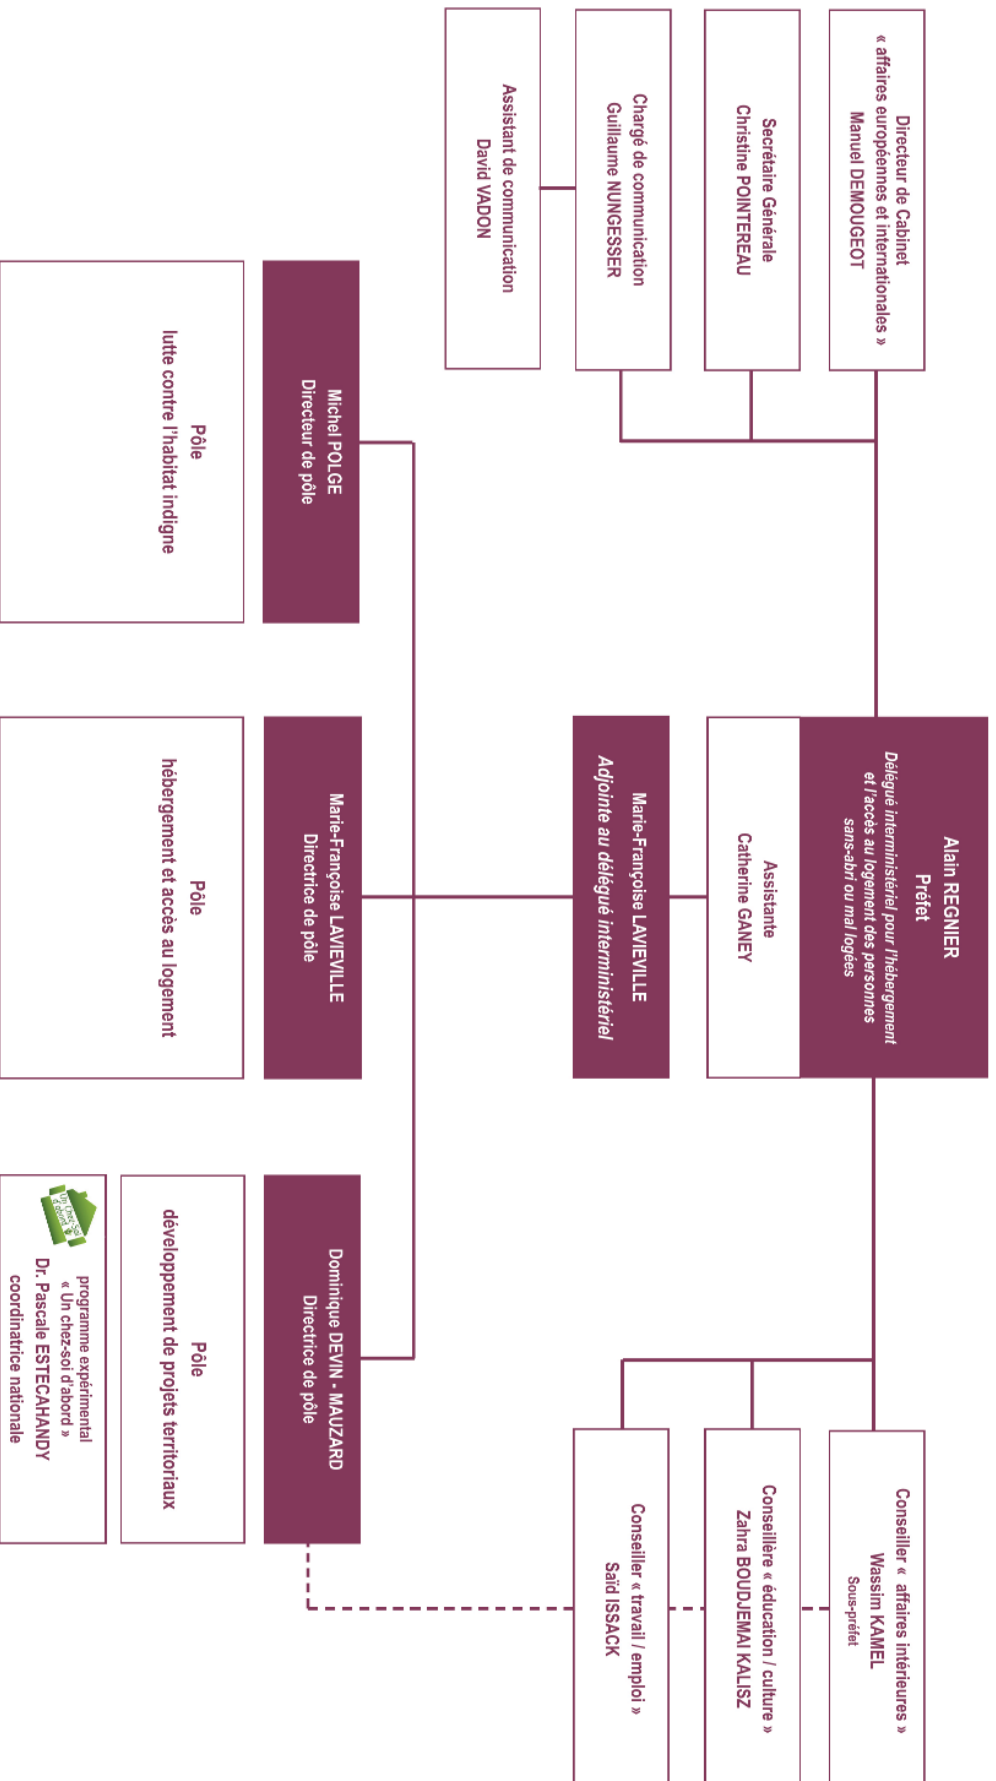 Alain REGNIER
Préfet
Délégué interministériel pour l'hébergement
et l'accès au logement des personnes
sans-abri ou mal logées
Assistante
Catherine GANEY
Directeur de Cabinet
« affaires européennes et internationales »
Manuel DEMOUGEOT
Secrétaire Générale
Christine POINTEREAU
Chargé de communication
Guillaume NUNGESSER
Assistant de communication
David VADON
Conseiller « affaires intérieures »
Wassim KAMEL
Sous-préfet
Conseillère « éducation / culture »
Zahra BOUDJEMAI KALISZ
Conseiller « travail / emploi »
Saïd ISSACK
Marie-Françoise LAVIEVILLE
Adjointe au délégué interministériel
Michel POLGE
Directeur de pôle
Pôle
lutte contre l'habitat indigne
Marie-Françoise LAVIEVILLE
Directrice de pôle
Pôle
hébergement et accès au logement
Dominique DEVIN - MAUZARD
Directrice de pôle
Pôle
développement de projets territoriaux
Un Chez-Soi
d'abord
programme expérimental
« Un chez-soi d'abord »
Dr. Pascale ESTECAHANDY
coordinatrice nationale